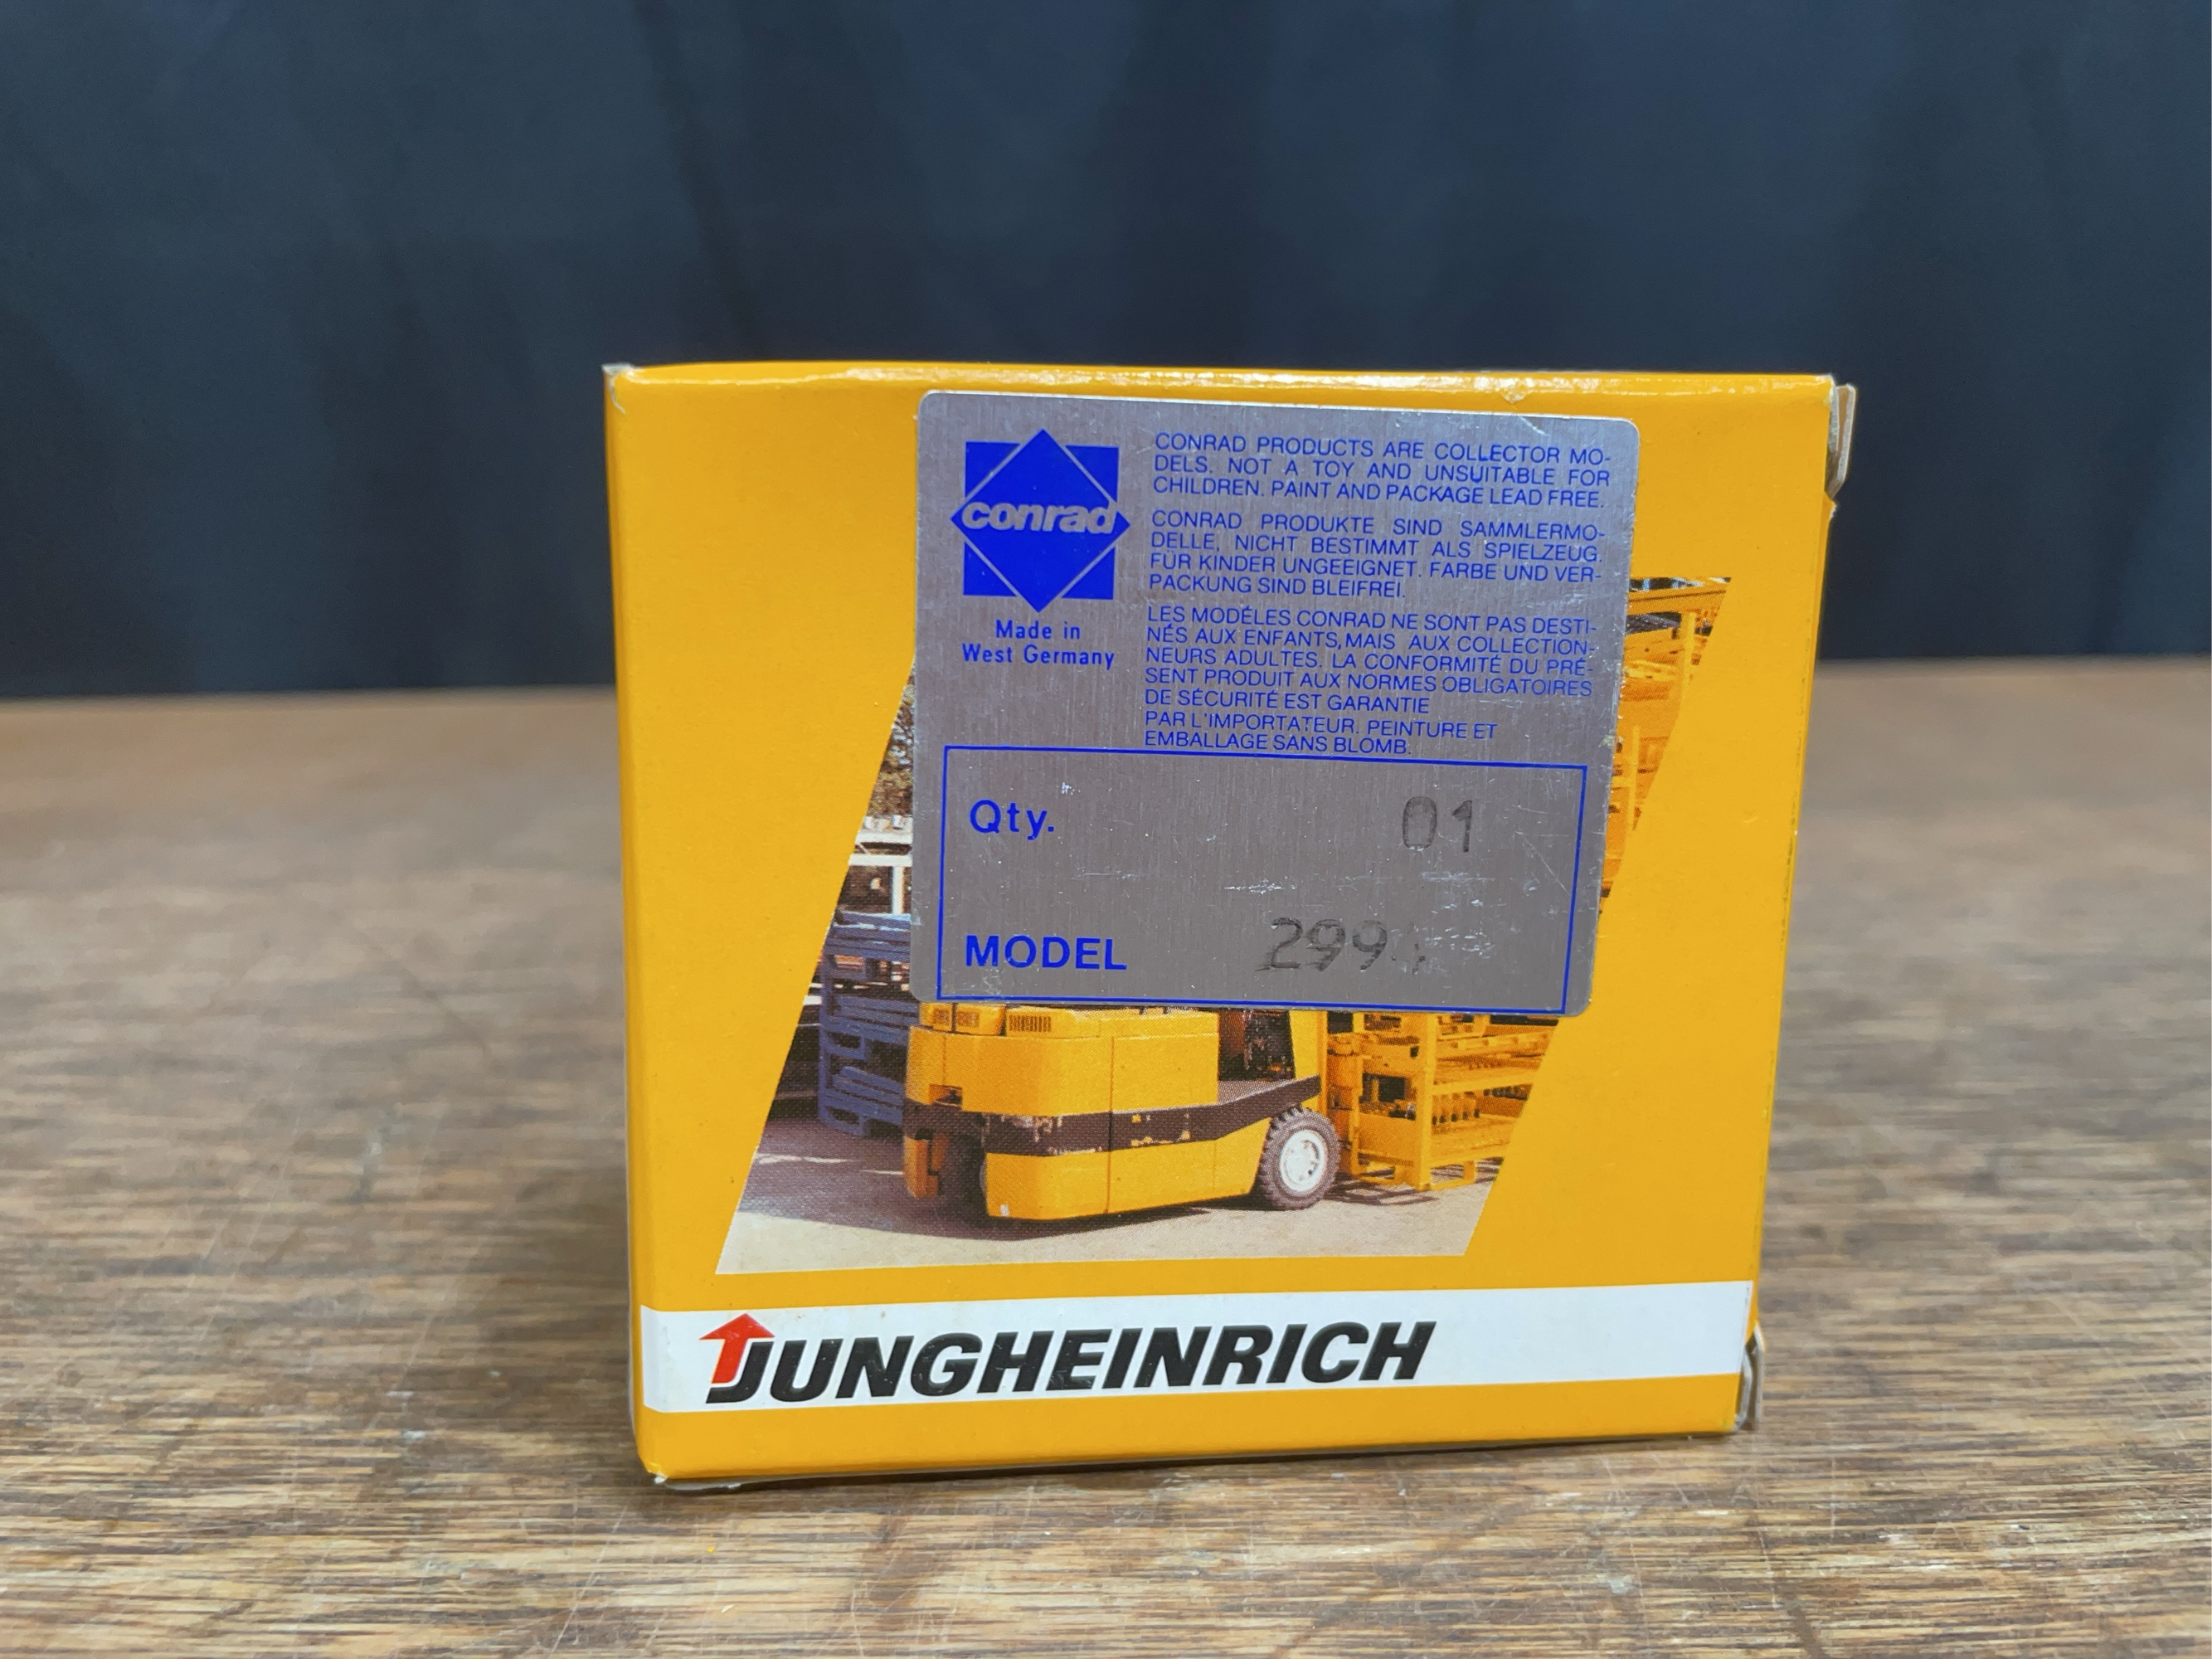 conrad
Made in
West Germany
CONRAD PRODUCTS ARE COLLECTOR MO-
DELS. NOT A TOY AND UNSUITABLE FOR
CHILDREN. PAINT AND PACKAGE LEAD FREE.
CONRAD PRODUKTE SIND SAMMLERMO-
DELLE, NICHT BESTIMMT ALS SPIELZEUG.
FÜR KINDER UNGEEIGNET. FARBE UND VER-
PACKUNG SIND BLEIFREI.
LES MODÉLES CONRAD NE SONT PAS DESTI-
NÉS AUX ENFANTS, MAIS AUX COLLECTION-
NEURS ADULTES. LA CONFORMITÉ DU PRÉ-
SENT PRODUIT AUX NORMES OBLIGATOIRES
DE SÉCURITÉ EST GARANTIE
PAR L'IMPORTATEUR. PEINTURE ET
EMBALLAGE SANS BLOMB.
Qty. 01
MODEL
JUNGHEINRICH